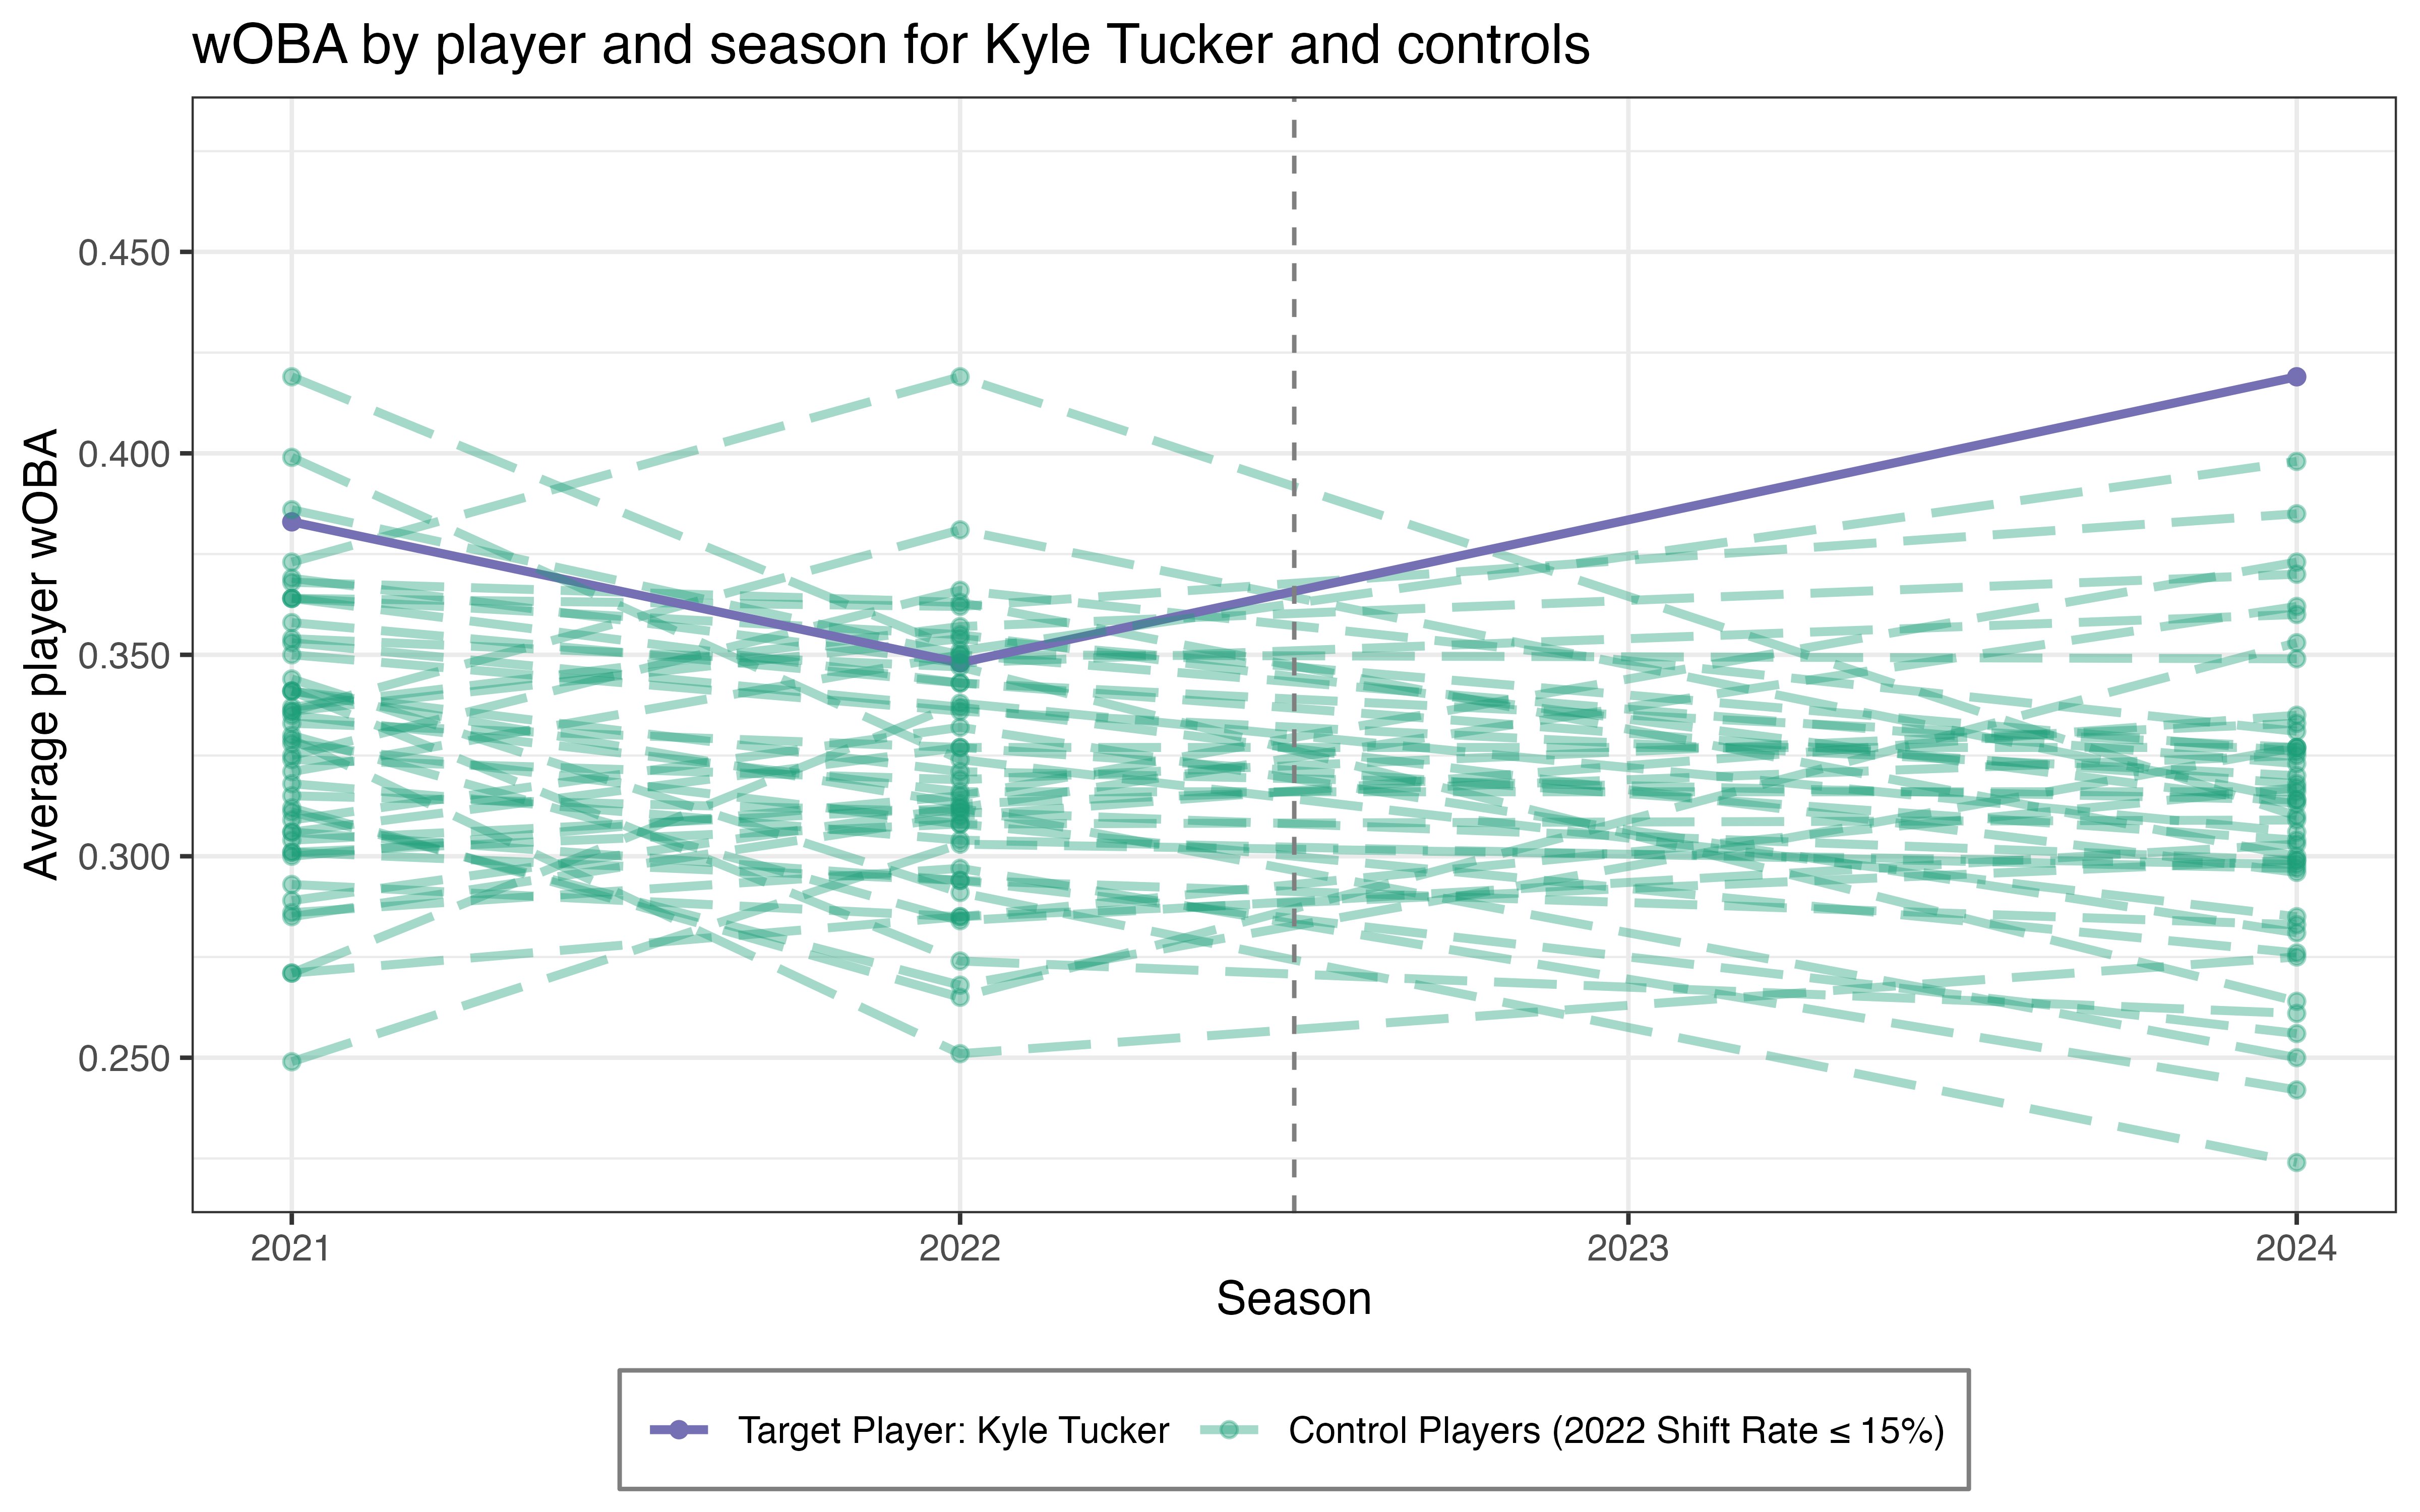 wOBA by player and season for Kyle Tucker and controls
Average player wOBA
0.450
0.400
0.350
0.300
0.250
2021 2022 2023 2024
Season
Target Player: Kyle Tucker Control Players (2022 Shift Rate ≤ 15%)